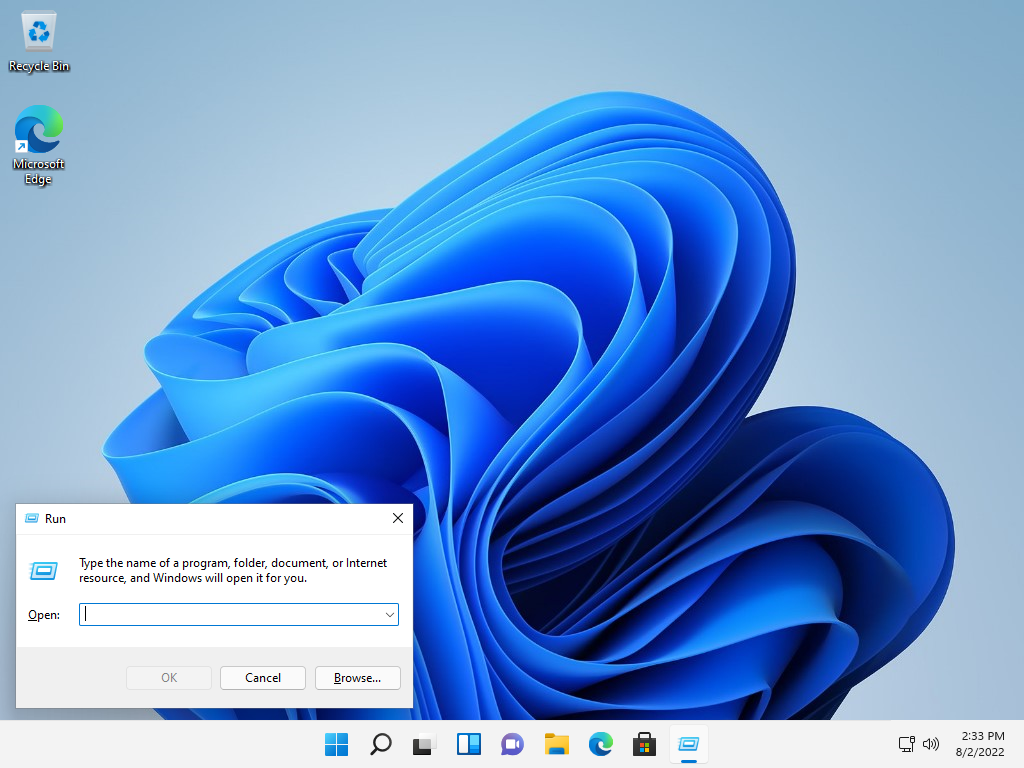 Recycle Bin
Microsoft
Edge
Run
Type the name of a program, folder, document, or Internet
resource, and Windows will open it for you.
Open:
OK
Cancel
Browse...
2:33 PM
8/2/2022